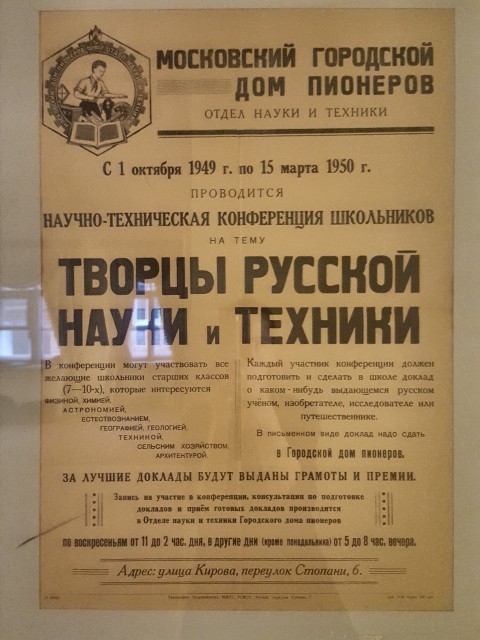 МОСКОВСКИЙ ГОРОДСКОЙ
ДОМ ПИОНЕРОВ
ОТДЕЛ НАУКИ И ТЕХНИКИ
С 1 октября 1949 г. по 15 марта 1950 г.
ПРОВОДИТСЯ
НАУЧНО-ТЕХНИЧЕСКАЯ КОНФЕРЕНЦИЯ ШКОЛЬНИКОВ
НА ТЕМУ
ТВОРЦЫ РУССКОЙ
НАУКИ и ТЕХНИКИ
В конференции могут участвовать все
желающие школьники старших классов
(7—10-х), которые интересуются
ФИЗИКОЙ, ХИМИЕЙ,
АСТРОНОМИЕЙ,
ЕСТЕСТВОЗНАНИЕМ,
ГЕОГРАФИЕЙ, ГЕОЛОГИЕЙ,
ТЕХНИКОЙ,
СЕЛЬСКИМ ХОЗЯЙСТВОМ,
АРХИТЕКТУРОЙ.
Каждый участник конференции должен
подготовить и сделать в школе доклад
о каком-нибудь выдающемся русском
учёном, изобретателе, исследователе или
путешественнике.
В письменном виде доклад надо сдать
в Городской дом пионеров.
ЗА ЛУЧШИЕ ДОКЛАДЫ БУДУТ ВЫДАНЫ ГРАМОТЫ И ПРЕМИИ.
Запись на участие в конференции, консультации по подготовке
докладов и приём готовых докладов производится
в Отделе науки и техники Городского дома пионеров
по воскресеньям от 11 до 2 час. дня, в другие дни (кроме понедельника) от 5 до 8 час. вечера.
Адрес: улица Кирова, переулок Стопани, 6.